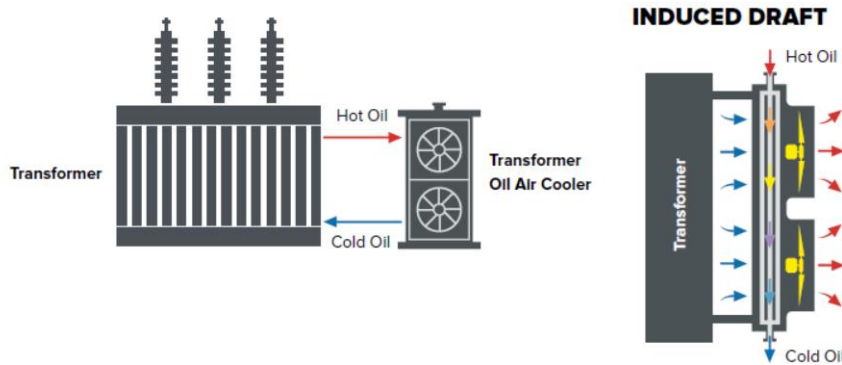 INDUCED DRAFT
Hot Oil
Transformer
Transformer
Oil Air Cooler
Cold Oil
Hot Oil
Transformer
Cold Oil